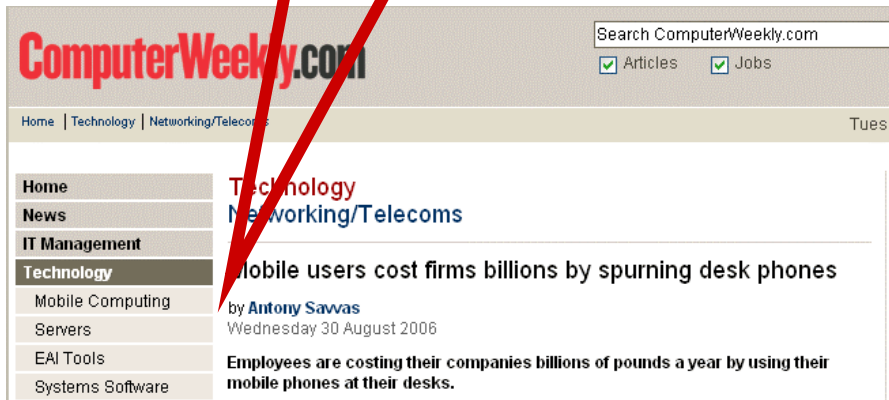 ComputerWeekly.com
Search ComputerWeekly.com
Articles Jobs
Home | Technology | Networking/Telecoms
Tues
Home
News
IT Management
Technology
Mobile Computing
Servers
EAI Tools
Systems Software
Technology
Networking/Telecoms
Mobile users cost firms billions by spurning desk phones
by Antony Savvas
Wednesday 30 August 2006
Employees are costing their companies billions of pounds a year by using their
mobile phones at their desks.